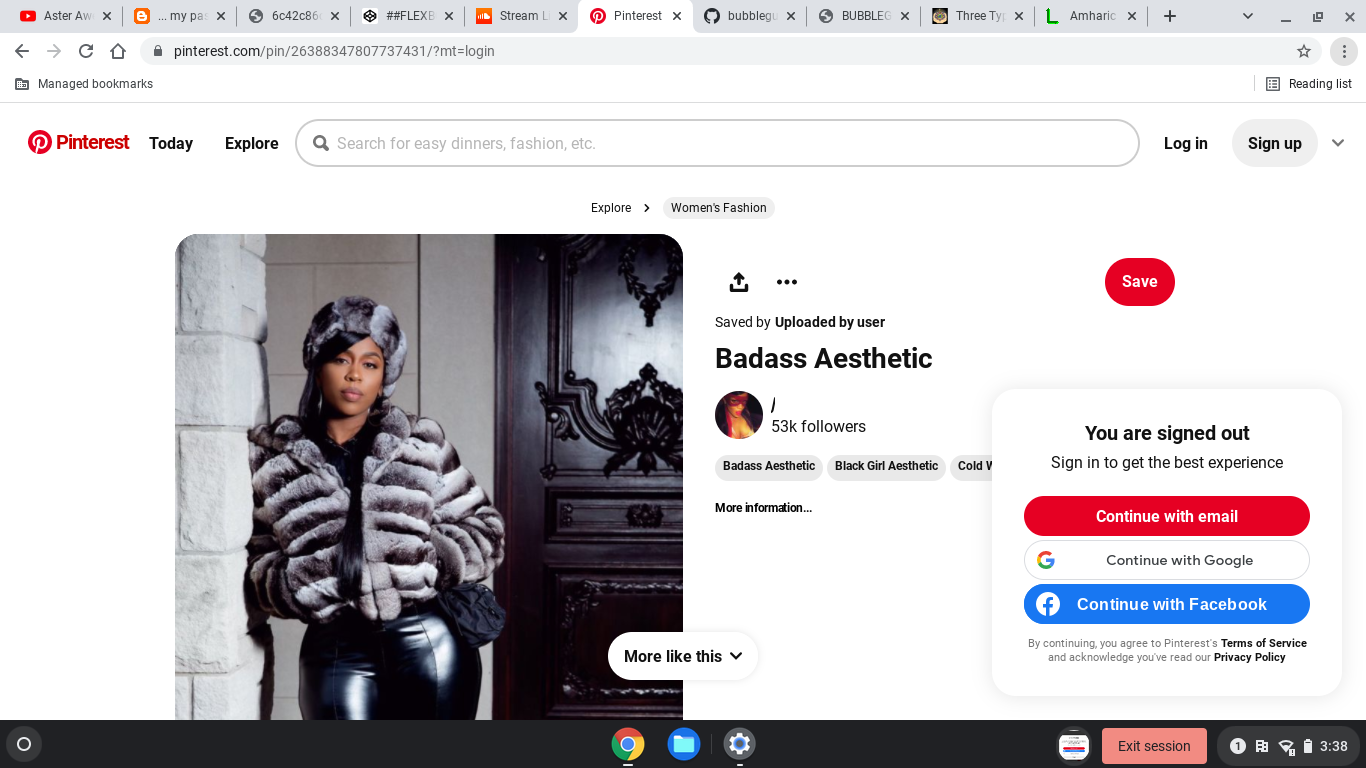 Aster Aw
... my pa
6c42c86
##FLEXB
Stream L
Pinterest
bubblegu
BUBBLEG
Three Ty
Amharic
pinterest.com/pin/26388347807737431/?mt=login
Managed bookmarks
Reading list
Pinterest
Today
Explore
Search for easy dinners, fashion, etc.
Log in
Sign up
Explore
Women's Fashion
Save
Saved by Uploaded by user
Badass Aesthetic
53k followers
Badass Aesthetic
Black Girl Aesthetic
Cold W
More information...
You are signed out
Sign in to get the best experience
Continue with email
Continue with Google
Continue with Facebook
By continuing, you agree to Pinterest's Terms of Service
and acknowledge you've read our Privacy Policy
More like this
Exit session
1
3:38